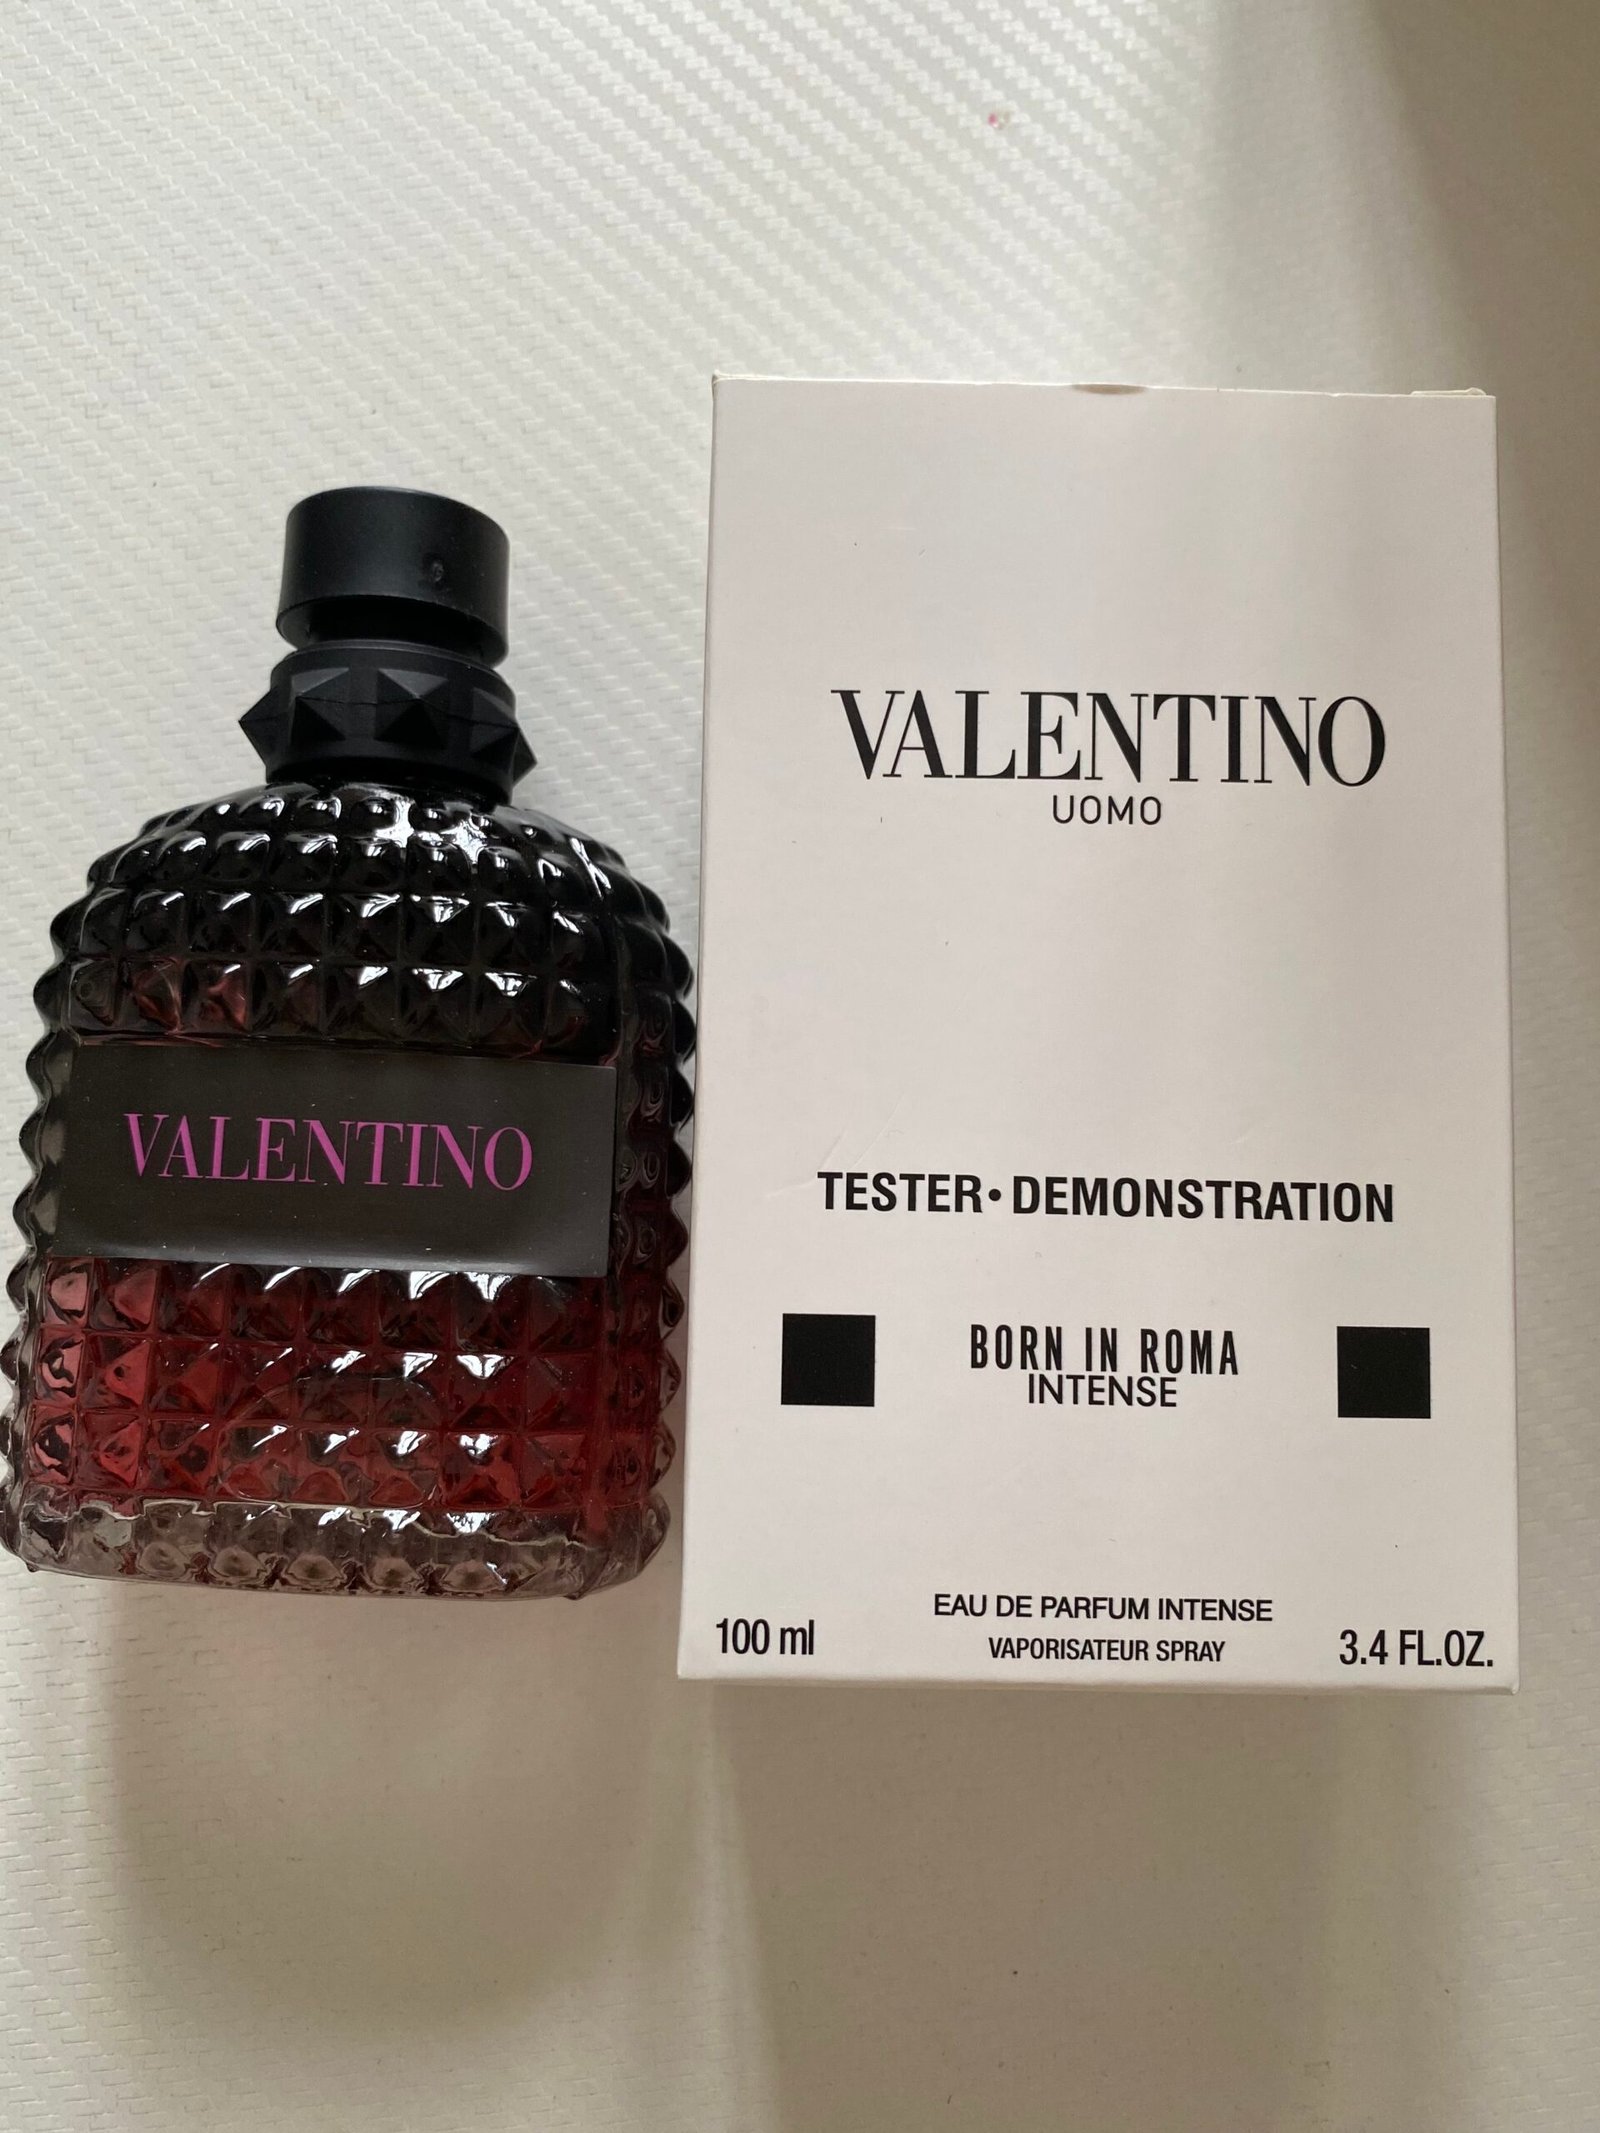 VALENTINO
VALENTINO
UOMO
TESTER • DEMONSTRATION
BORN IN ROMA
INTENSE
EAU DE PARFUM INTENSE
100 ml
VAPORISATEUR SPRAY
3.4 FL.OZ.